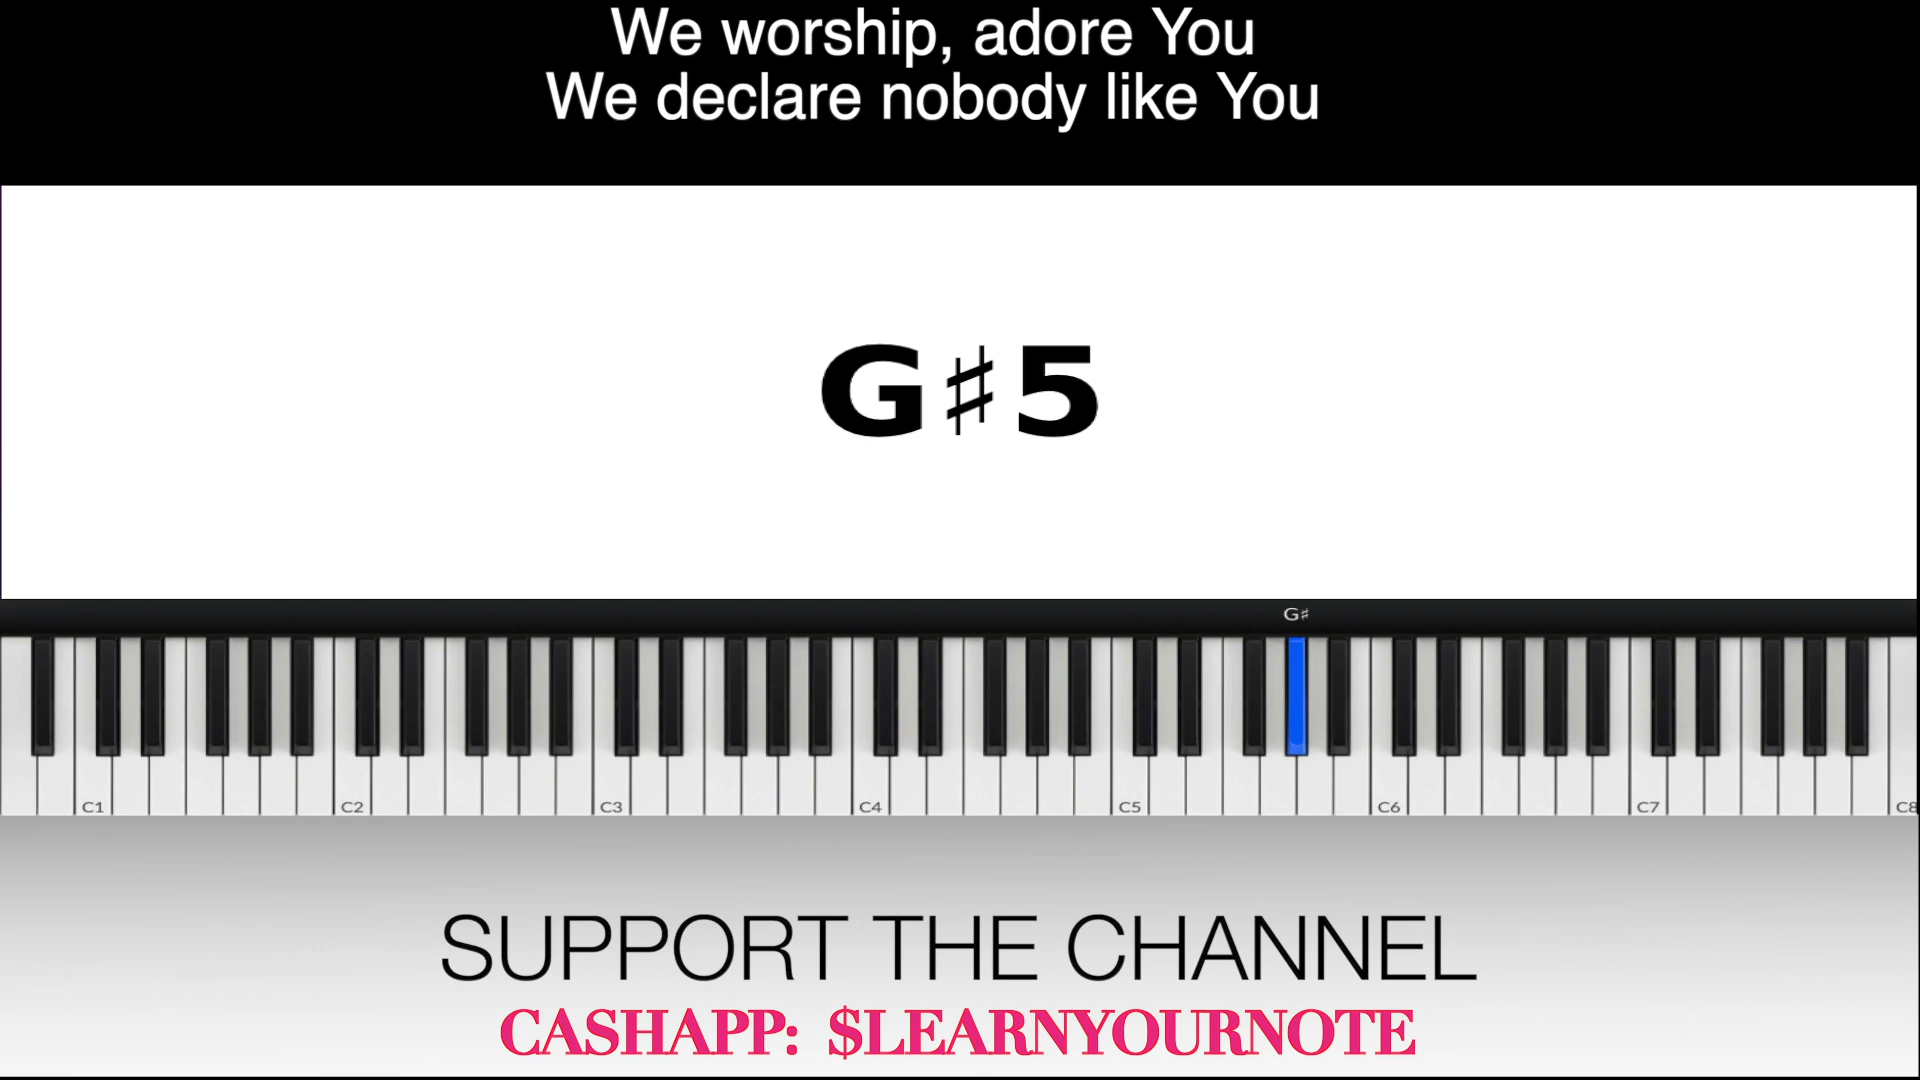 We worship, adore You
We declare nobody like You
G♯5
G♯
C1 C2 C3 C4 C5 C6 C7 C8
SUPPORT THE CHANNEL
CASHAPP: $LEARNYOURNOTE